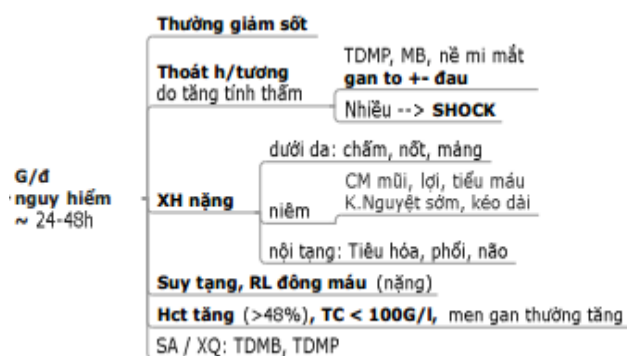 Thường giảm sốt
Thoát h/tương
do tăng tính thấm
TDMP, MB, nề mi mắt
gan to +- đau
Nhiều --> SHOCK
G/đ
nguy hiểm
~ 24-48h
XH nặng
dưới da: chấm, nốt, mảng
niêm
CM mũi, lợi, tiểu máu
K.Nguyệt sớm, kéo dài
nội tạng: Tiêu hóa, phổi, não
Suy tạng, RL đông máu (nặng)
Hct tăng (>48%), TC < 100G/l, men gan thường tăng
SA / XQ: TDMB, TDMP